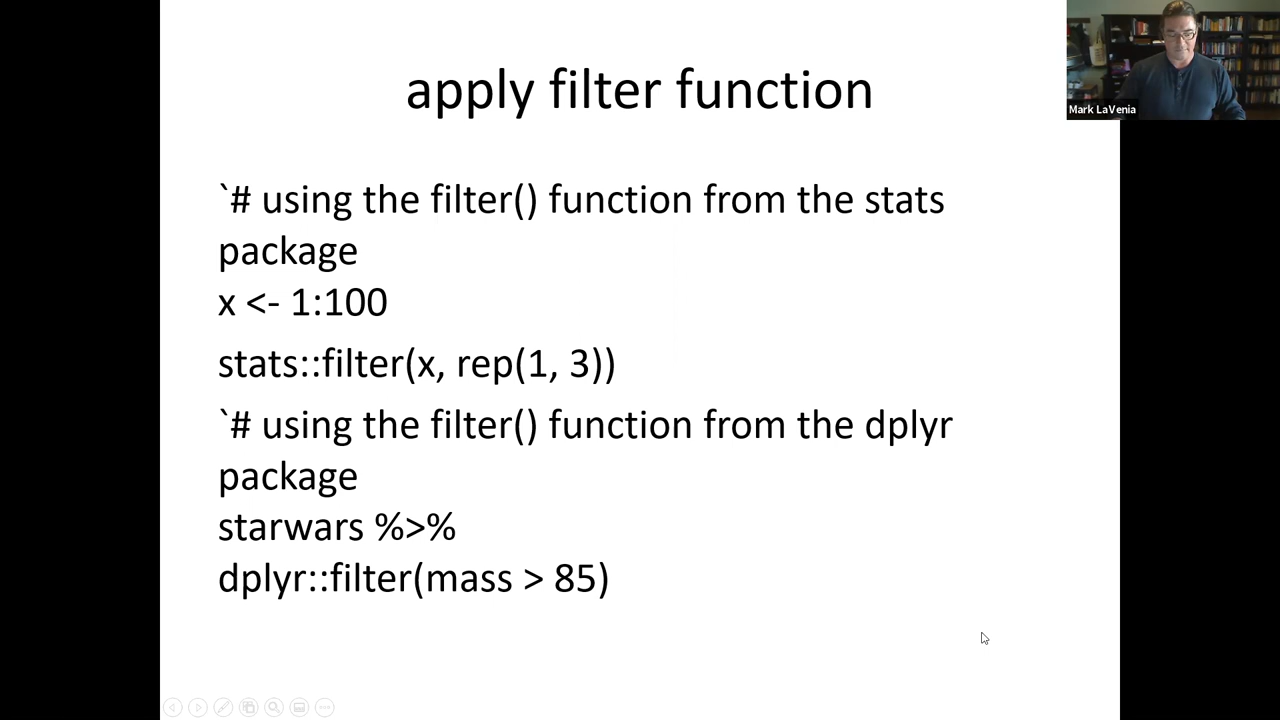 apply filter function
Mark LaVenia
`# using the filter() function from the stats
package
x <- 1:100
stats::filter(x, rep(1, 3))
`# using the filter() function from the dplyr
package
starwars %>%
dplyr::filter(mass > 85)